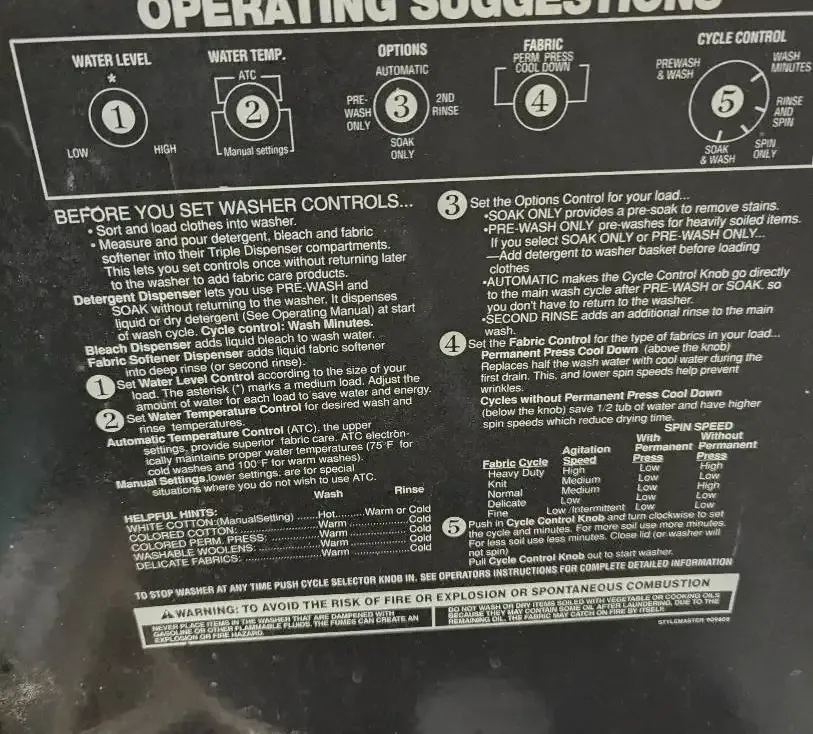 OPERATING SUGGESTIONS
WATER LEVEL
*
1
LOW
HIGH
WATER TEMP.
ATC
2
Manual settings
OPTIONS
AUTOMATIC
PRE-
WASH
ONLY
3
2ND
RINSE
SOAK
ONLY
FABRIC
PERM. PRESS
COOL DOWN
4
CYCLE CONTROL
PREWASH
& WASH
WASH
MINUTES
5
RINSE
AND
SPIN
SOAK
& WASH
SPIN
ONLY
BEFORE YOU SET WASHER CONTROLS...
• Sort and load clothes into washer.
• Measure and pour detergent, bleach and fabric
softener into their Triple Dispenser compartments.
This lets you set controls once without returning later
to the washer to add fabric care products.
Detergent Dispenser lets you use PRE-WASH and
SOAK without returning to the washer. It dispenses
liquid or dry detergent (See Operating Manual) at start
of wash cycle. Cycle control: Wash Minutes.
Bleach Dispenser adds liquid bleach to wash water.
Fabric Softener Dispenser adds liquid fabric softener
into deep rinse (or second rinse).
1 Set Water Level Control according to the size of your
load. The asterisk (*) marks a medium load. Adjust the
amount of water for each load to save water and energy.
2 Set Water Temperature Control for desired wash and
rinse temperatures.
Automatic Temperature Control (ATC), the upper
settings, provide superior fabric care. ATC electron-
ically maintains proper water temperatures (75°F for
cold washes and 100°F for warm washes).
Manual Settings,lower settings, are for special
situations where you do not wish to use ATC.
Wash Rinse
HELPFUL HINTS:
WHITE COTTON:(ManualSetting) ......Hot.........Warm or Cold
COLORED COTTON: ....................Warm ..................Cold
COLORED PERM. PRESS: ............Warm ..................Cold
WASHABLE WOOLENS: ................Warm ..................Cold
DELICATE FABRICS: ....................Warm ..................Cold
3 Set the Options Control for your load...
•SOAK ONLY provides a pre-soak to remove stains.
•PRE-WASH ONLY pre-washes for heavily soiled items.
If you select SOAK ONLY or PRE-WASH ONLY...
—Add detergent to washer basket before loading
clothes
•AUTOMATIC makes the Cycle Control Knob go directly
to the main wash cycle after PRE-WASH or SOAK, so
you don't have to return to the washer.
•SECOND RINSE adds an additional rinse to the main
wash.
4 Set the Fabric Control for the type of fabrics in your load...
Permanent Press Cool Down (above the knob)
Replaces half the wash water with cool water during the
first drain. This, and lower spin speeds help prevent
wrinkles.
Cycles without Permanent Press Cool Down
(below the knob) save 1/2 tub of water and have higher
spin speeds which reduce drying time.
SPIN SPEED
With Without
Agitation Permanent Permanent
Fabric Cycle Speed Press Press
Heavy Duty High Low High
Knit Medium Low Low
Normal Medium Low High
Delicate Low Low Low
Fine Low /Intermittent Low Low
5 Push in Cycle Control Knob and turn clockwise to set
the cycle and minutes. For more soil use more minutes.
For less soil use less minutes. Close lid (or washer will
not spin)
Pull Cycle Control Knob out to start washer.
TO STOP WASHER AT ANY TIME PUSH CYCLE SELECTOR KNOB IN. SEE OPERATORS INSTRUCTIONS FOR COMPLETE DETAILED INFORMATION
WARNING: TO AVOID THE RISK OF FIRE OR EXPLOSION OR SPONTANEOUS COMBUSTION
NEVER PLACE ITEMS IN THE WASHER THAT ARE DAMPENED WITH
GASOLINE OR OTHER FLAMMABLE FLUIDS. THE FUMES CAN CREATE AN
EXPLOSION OR FIRE HAZARD.
DO NOT WASH OR DRY ITEMS SOILED WITH VEGETABLE OR COOKING OILS
BECAUSE THEY MAY CONTAIN SOME OIL AFTER LAUNDERING. DUE TO THE
REMAINING OIL, THE FABRIC MAY CATCH ON FIRE BY ITSELF.